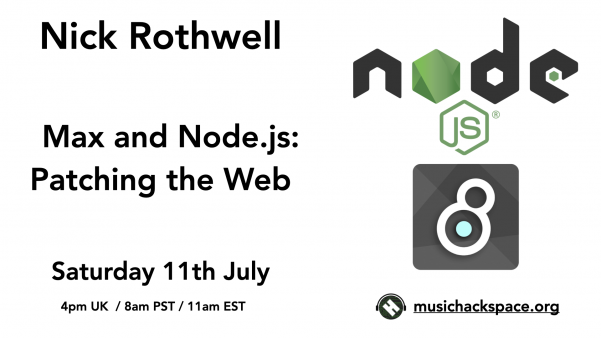 Nick Rothwell
Max and Node.js:
Patching the Web
Saturday 11th July
4pm UK / 8am PST / 11am EST
node
JS®
8
musichackspace.org